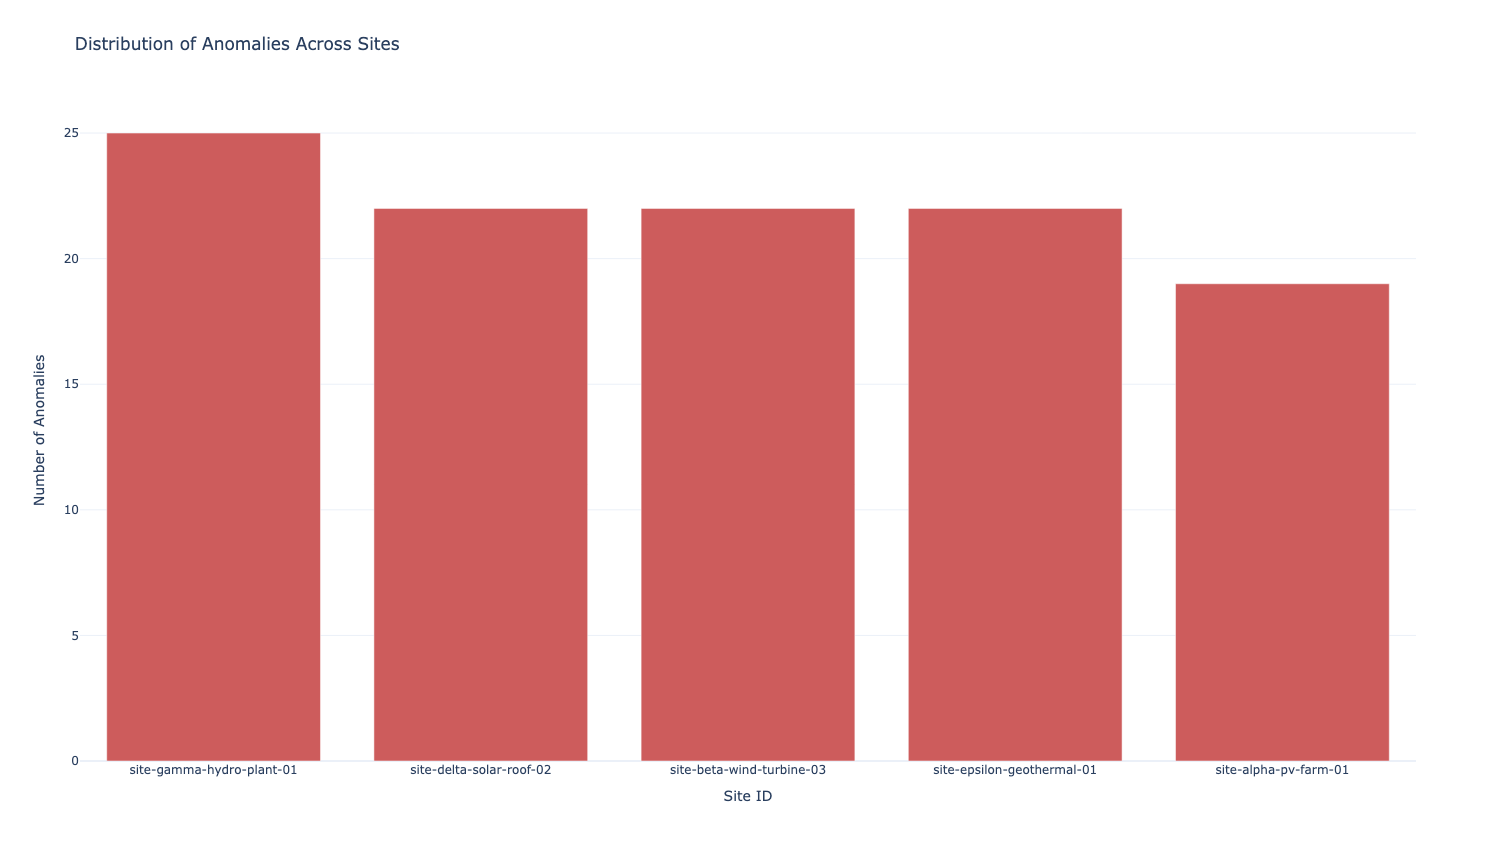 Distribution of Anomalies Across Sites
25
20
15
10
5
0
Number of Anomalies
site-gamma-hydro-plant-01
site-delta-solar-roof-02
site-beta-wind-turbine-03
site-epsilon-geothermal-01
site-alpha-pv-farm-01
Site ID